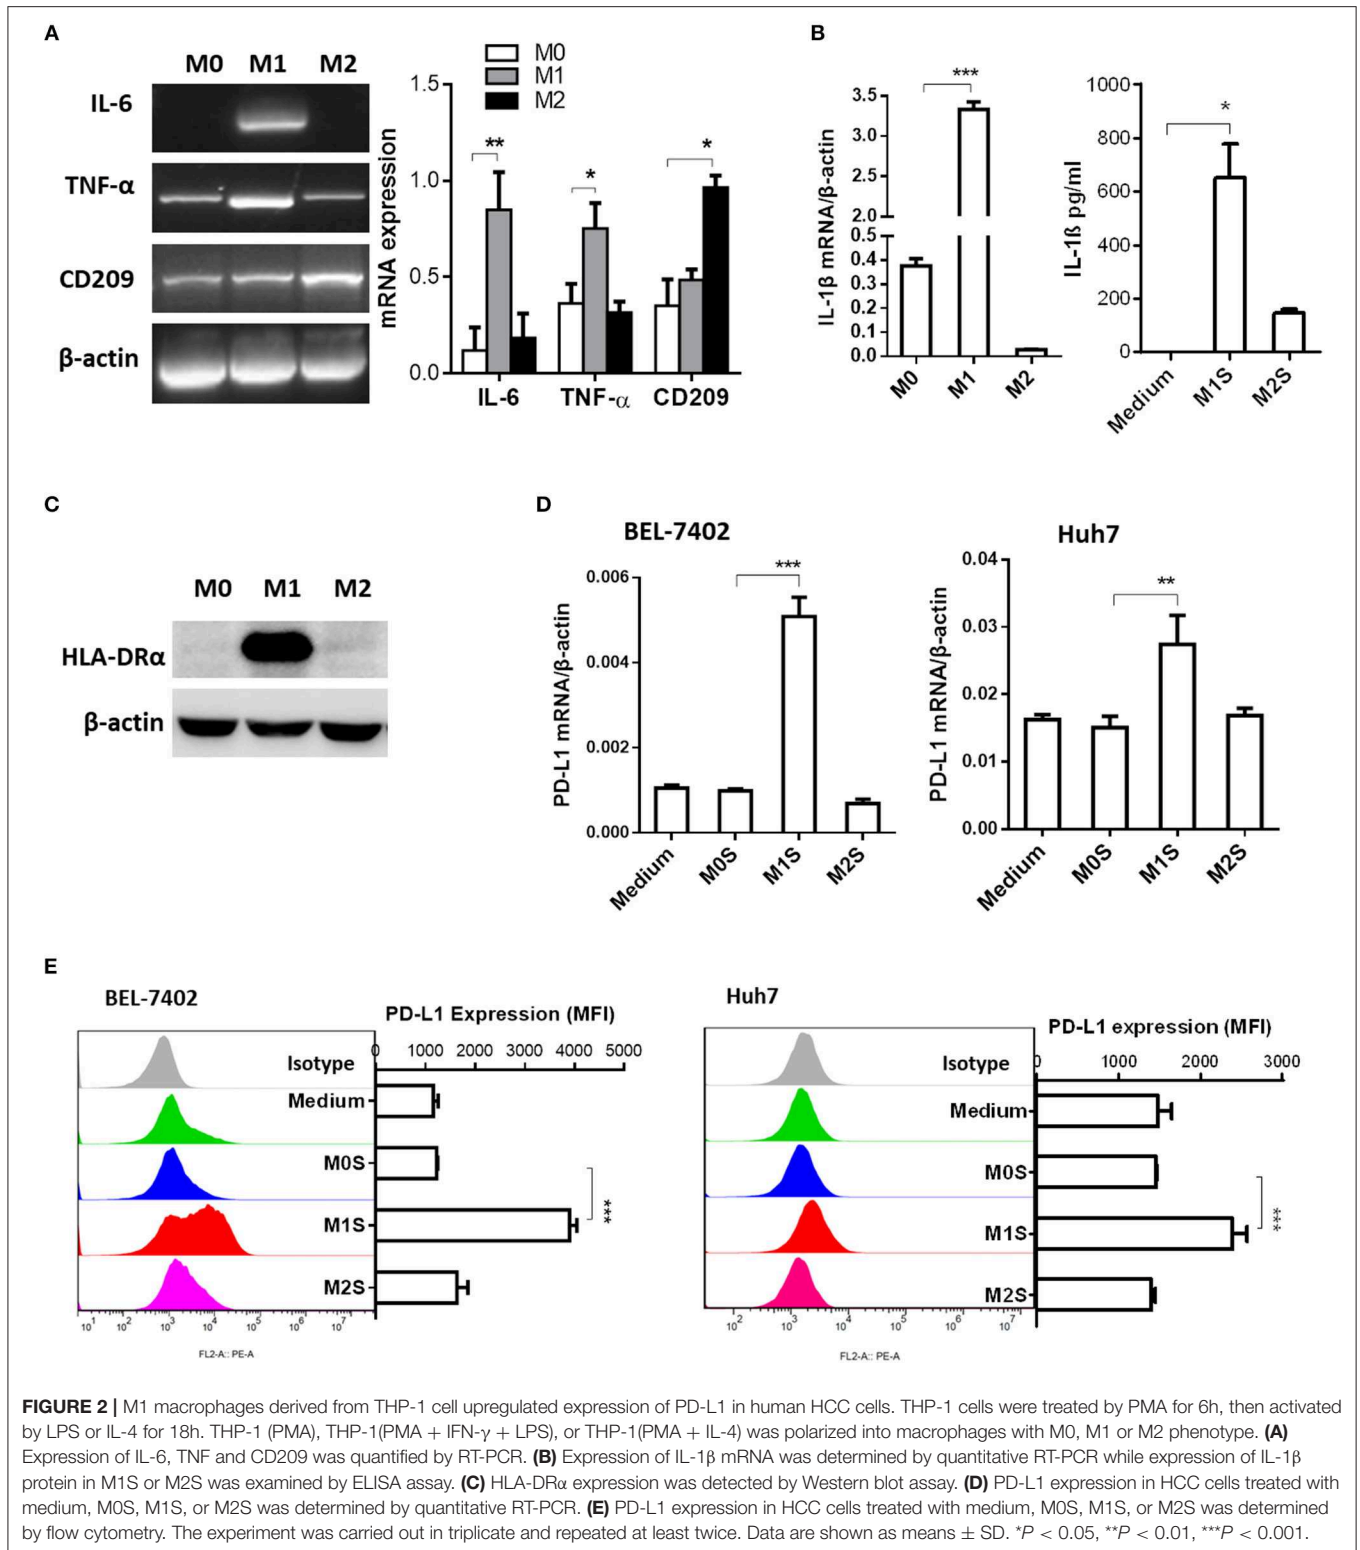 A
M0 M1 M2
IL-6
TNF-α
CD209
β-actin
M0
M1
M2
mRNA expression
1.5
1.0
0.5
0.0
**
*
*
IL-6 TNF-α CD209
B
IL-1β mRNA/β-actin
3.5
3.0
2.5
2.0
0.5
0.4
0.3
0.2
0.1
0.0
***
M0 M1 M2
IL-1ß pg/ml
1000
800
600
400
200
0
*
Medium M1S M2S
C
M0 M1 M2
HLA-DRα
β-actin
D
BEL-7402
PD-L1 mRNA/β-actin
0.006
0.004
0.002
0.000
***
Medium M0S M1S M2S
Huh7
PD-L1 mRNA/β-actin
0.04
0.03
0.02
0.01
0.00
**
Medium M0S M1S M2S
E
BEL-7402
PD-L1 Expression (MFI)
0 1000 2000 3000 4000 5000
Isotype
Medium
M0S
M1S
M2S
***
10¹ 10² 10³ 10⁴ 10⁵ 10⁶ 10⁷
FL2-A:: PE-A
Huh7
PD-L1 expression (MFI)
0 1000 2000 3000
Isotype
Medium
M0S
M1S
M2S
***
10² 10³ 10⁴ 10⁵ 10⁶ 10⁷
FL2-A:: PE-A
FIGURE 2 | M1 macrophages derived from THP-1 cell upregulated expression of PD-L1 in human HCC cells. THP-1 cells were treated by PMA for 6h, then activated
by LPS or IL-4 for 18h. THP-1 (PMA), THP-1(PMA + IFN-γ + LPS), or THP-1(PMA + IL-4) was polarized into macrophages with M0, M1 or M2 phenotype. (A)
Expression of IL-6, TNF and CD209 was quantified by RT-PCR. (B) Expression of IL-1β mRNA was determined by quantitative RT-PCR while expression of IL-1β
protein in M1S or M2S was examined by ELISA assay. (C) HLA-DRα expression was detected by Western blot assay. (D) PD-L1 expression in HCC cells treated with
medium, M0S, M1S, or M2S was determined by quantitative RT-PCR. (E) PD-L1 expression in HCC cells treated with medium, M0S, M1S, or M2S was determined
by flow cytometry. The experiment was carried out in triplicate and repeated at least twice. Data are shown as means ± SD. *P < 0.05, **P < 0.01, ***P < 0.001.